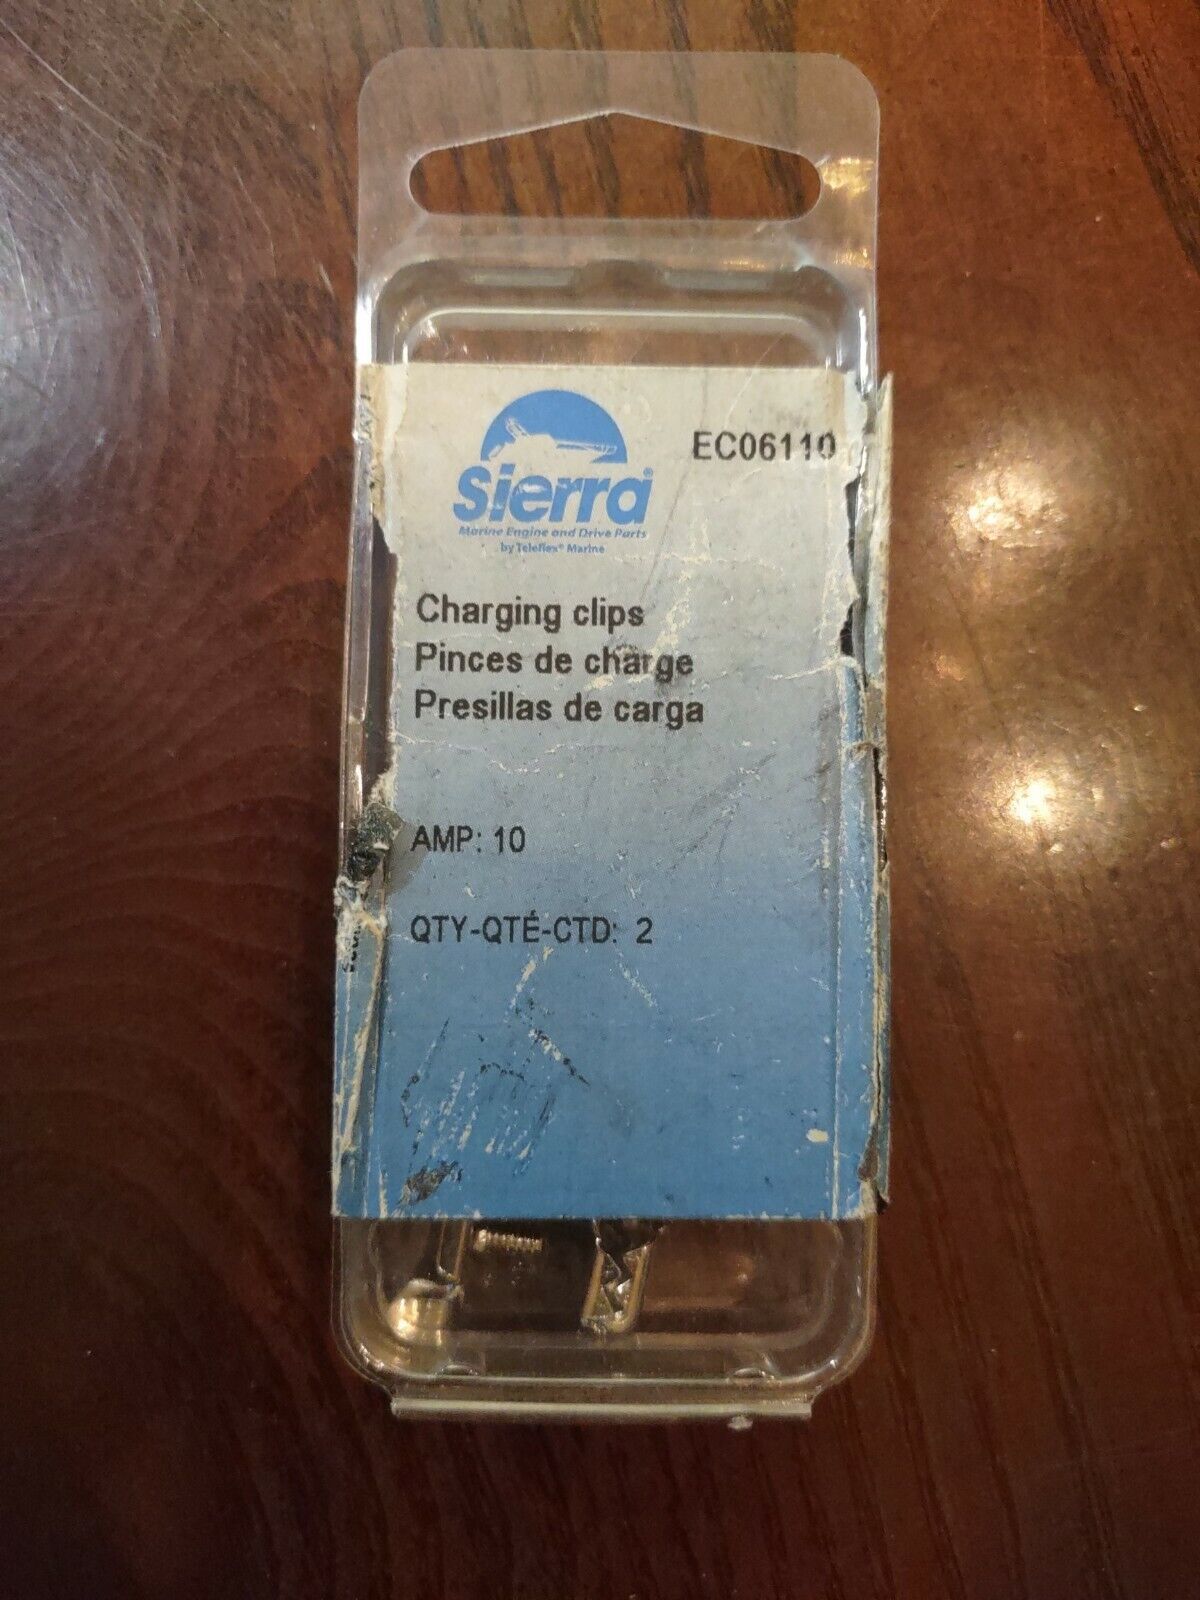 Sierra®
EC06110
Marine Engine and Drive Parts
by Teleflex® Marine
Charging clips
Pinces de charge
Presillas de carga
AMP: 10
QTY-QTÉ-CTD: 2